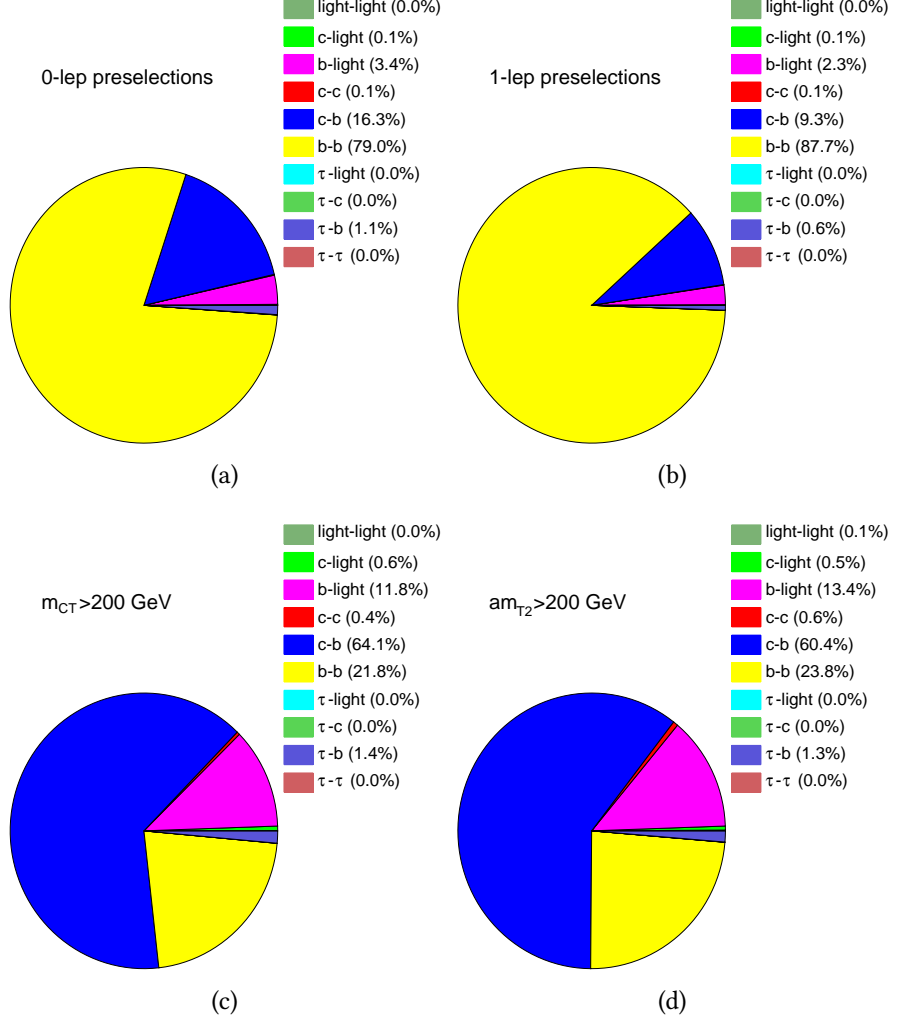 0-lep preselections
light-light (0.0%)
c-light (0.1%)
b-light (3.4%)
c-c (0.1%)
c-b (16.3%)
b-b (79.0%)
τ-light (0.0%)
τ-c (0.0%)
τ-b (1.1%)
τ-τ (0.0%)
(a)
1-lep preselections
light-light (0.0%)
c-light (0.1%)
b-light (2.3%)
c-c (0.1%)
c-b (9.3%)
b-b (87.7%)
τ-light (0.0%)
τ-c (0.0%)
τ-b (0.6%)
τ-τ (0.0%)
(b)
m_CT>200 GeV
light-light (0.0%)
c-light (0.6%)
b-light (11.8%)
c-c (0.4%)
c-b (64.1%)
b-b (21.8%)
τ-light (0.0%)
τ-c (0.0%)
τ-b (1.4%)
τ-τ (0.0%)
(c)
am_T2>200 GeV
light-light (0.1%)
c-light (0.5%)
b-light (13.4%)
c-c (0.6%)
c-b (60.4%)
b-b (23.8%)
τ-light (0.0%)
τ-c (0.0%)
τ-b (1.3%)
τ-τ (0.0%)
(d)